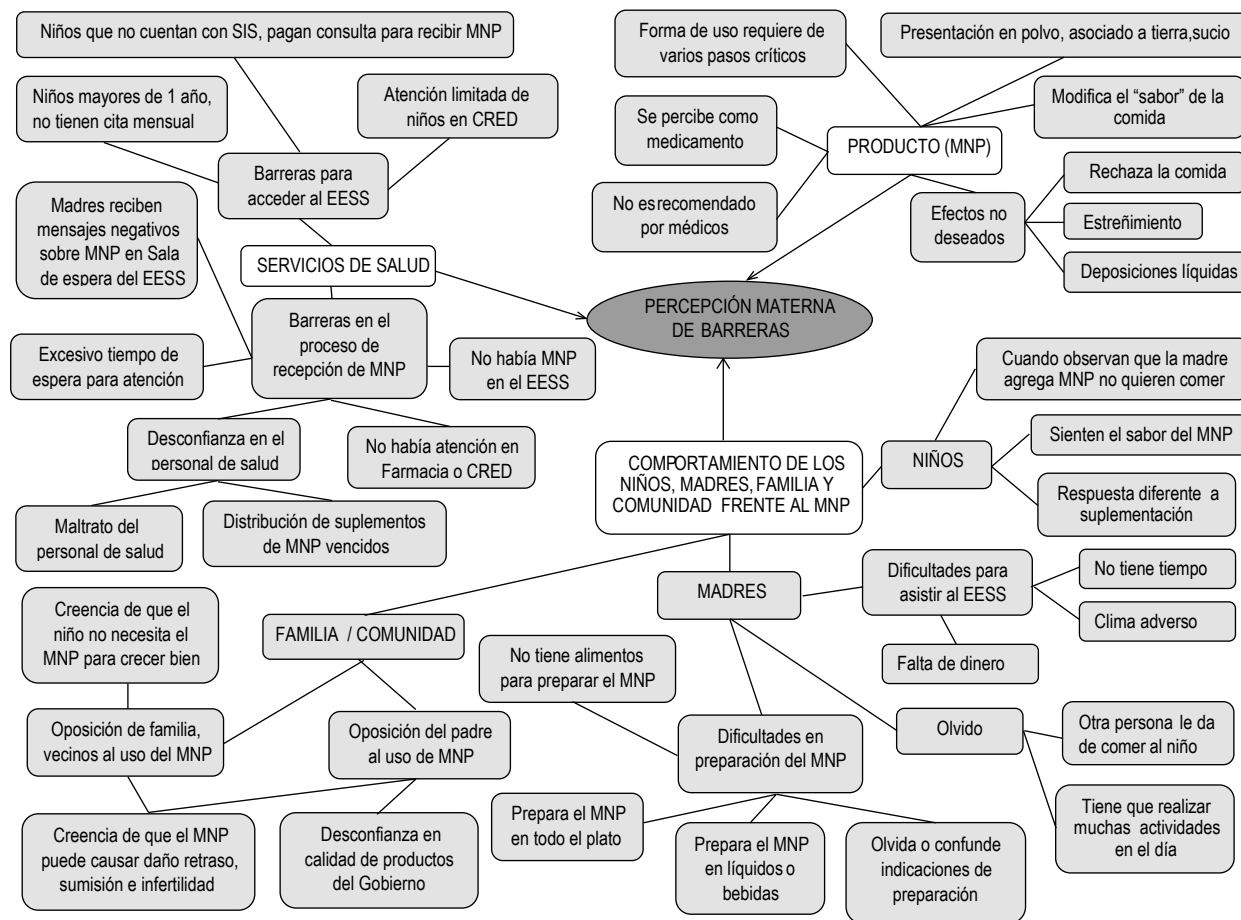 Niños que no cuentan con SIS, pagan consulta para recibir MNP
Niños mayores de 1 año,
no tienen cita mensual
Atención limitada de
niños en CRED
Barreras para
acceder al EESS
Madres reciben
mensajes negativos
sobre MNP en Sala
de espera del EESS
SERVICIOS DE SALUD
Barreras en el
proceso de
recepción de MNP
Excesivo tiempo de
espera para atención
No había MNP
en el EESS
Desconfianza en el
personal de salud
No había atención en
Farmacia o CRED
Maltrato del
personal de salud
Distribución de suplementos
de MNP vencidos
Forma de uso requiere de
varios pasos críticos
Presentación en polvo, asociado a tierra,sucio
Modifica el “sabor” de la
comida
Se percibe como
medicamento
PRODUCTO (MNP)
No es recomendado
por médicos
Efectos no
deseados
Rechaza la comida
Estreñimiento
Deposiciones líquidas
PERCEPCIÓN MATERNA
DE BARRERAS
COMPORTAMIENTO DE LOS
NIÑOS, MADRES, FAMILIA Y
COMUNIDAD FRENTE AL MNP
Cuando observan que la madre
agrega MNP no quieren comer
NIÑOS
Sienten el sabor del MNP
Respuesta diferente a
suplementación
MADRES
Dificultades para
asistir al EESS
No tiene tiempo
Clima adverso
Falta de dinero
Olvido
Otra persona le da
de comer al niño
Tiene que realizar
muchas actividades
en el día
Creencia de que el
niño no necesita el
MNP para crecer bien
FAMILIA / COMUNIDAD
No tiene alimentos
para preparar el MNP
Oposición de familia,
vecinos al uso del MNP
Oposición del padre
al uso de MNP
Dificultades en
preparación del MNP
Creencia de que el MNP
puede causar daño retraso,
sumisión e infertilidad
Desconfianza en
calidad de productos
del Gobierno
Prepara el MNP
en todo el plato
Prepara el MNP
en líquidos o
bebidas
Olvida o confunde
indicaciones de
preparación